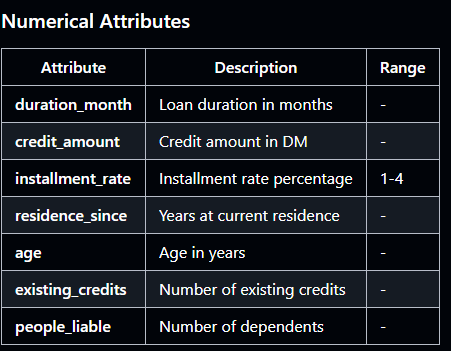 Numerical Attributes
Attribute Description Range
duration_month Loan duration in months -
credit_amount Credit amount in DM -
installment_rate Installment rate percentage 1-4
residence_since Years at current residence -
age Age in years -
existing_credits Number of existing credits -
people_liable Number of dependents -